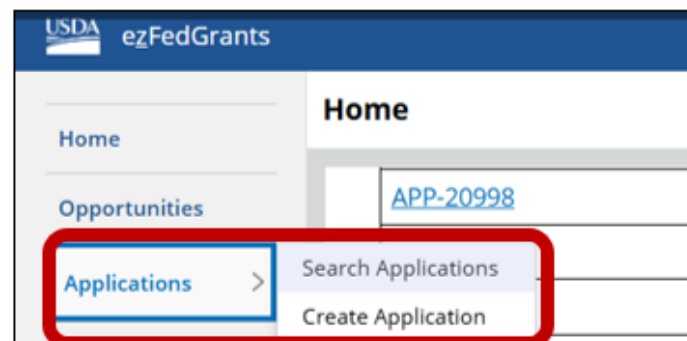 USDA ezFedGrants
Home
Home
Opportunities
APP-20998
Applications >
Search Applications
Create Application